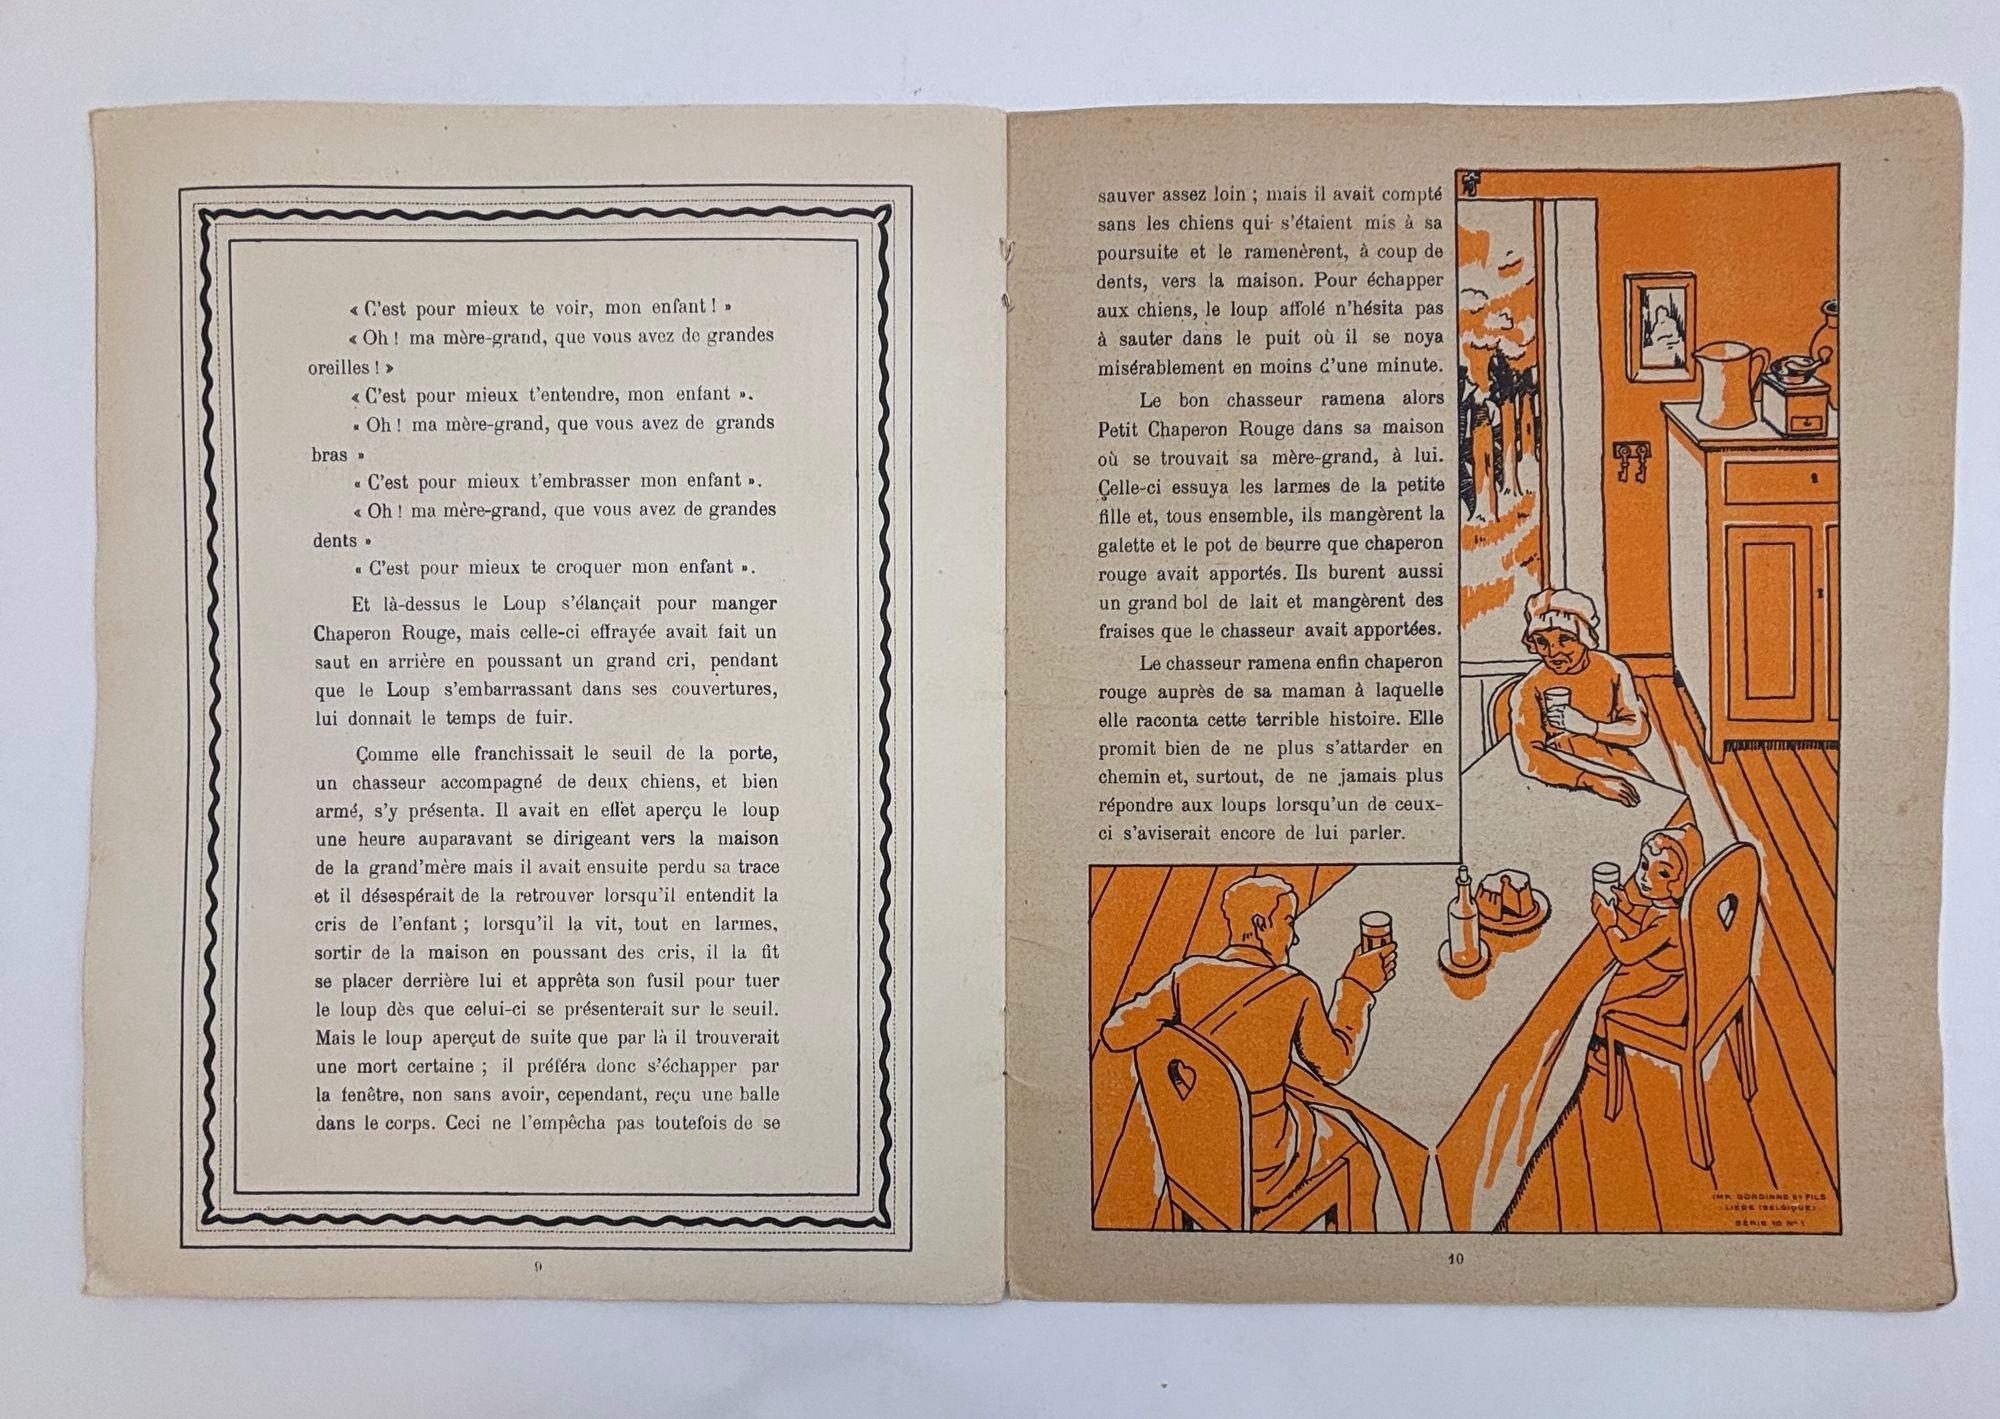 « C'est pour mieux te voir, mon enfant ! »
« Oh ! ma mère-grand, que vous avez de grandes
oreilles ! »
« C'est pour mieux t'entendre, mon enfant ».
« Oh ! ma mère-grand, que vous avez de grands
bras »
« C'est pour mieux t'embrasser mon enfant ».
« Oh ! ma mère-grand, que vous avez de grandes
dents »
« C'est pour mieux te croquer mon enfant ».
Et là-dessus le Loup s'élançait pour manger
Chaperon Rouge, mais celle-ci effrayée avait fait un
saut en arrière en poussant un grand cri, pendant
que le Loup s'embarrassant dans ses couvertures,
lui donnait le temps de fuir.
Çomme elle franchissait le seuil de la porte,
un chasseur accompagné de deux chiens, et bien
armé, s'y présenta. Il avait en effet aperçu le loup
une heure auparavant se dirigeant vers la maison
de la grand'mère mais il avait ensuite perdu sa trace
et il désespérait de la retrouver lorsqu'il entendit la
cris de l'enfant ; lorsqu'il la vit, tout en larmes,
sortir de la maison en poussant des cris, il la fit
se placer derrière lui et apprêta son fusil pour tuer
le loup dès que celui-ci se présenterait sur le seuil.
Mais le loup aperçut de suite que par là il trouverait
une mort certaine ; il préféra donc s'échapper par
la fenêtre, non sans avoir, cependant, reçu une balle
dans le corps. Ceci ne l'empêcha pas toutefois de se
9
sauver assez loin ; mais il avait compté
sans les chiens qui s'étaient mis à sa
poursuite et le ramenèrent, à coup de
dents, vers la maison. Pour échapper
aux chiens, le loup affolé n'hésita pas
à sauter dans le puit où il se noya
misérablement en moins d'une minute.
Le bon chasseur ramena alors
Petit Chaperon Rouge dans sa maison
où se trouvait sa mère-grand, à lui.
Çelle-ci essuya les larmes de la petite
fille et, tous ensemble, ils mangèrent la
galette et le pot de beurre que chaperon
rouge avait apportés. Ils burent aussi
un grand bol de lait et mangèrent des
fraises que le chasseur avait apportées.
Le chasseur ramena enfin chaperon
rouge auprès de sa maman à laquelle
elle raconta cette terrible histoire. Elle
promit bien de ne plus s'attarder en
chemin et, surtout, de ne jamais plus
répondre aux loups lorsqu'un de ceux-
ci s'aviserait encore de lui parler.
IMP. GORDINNE ET FILS
LIEGE (BELGIQUE)
SÉRIE 10 N° 1
10